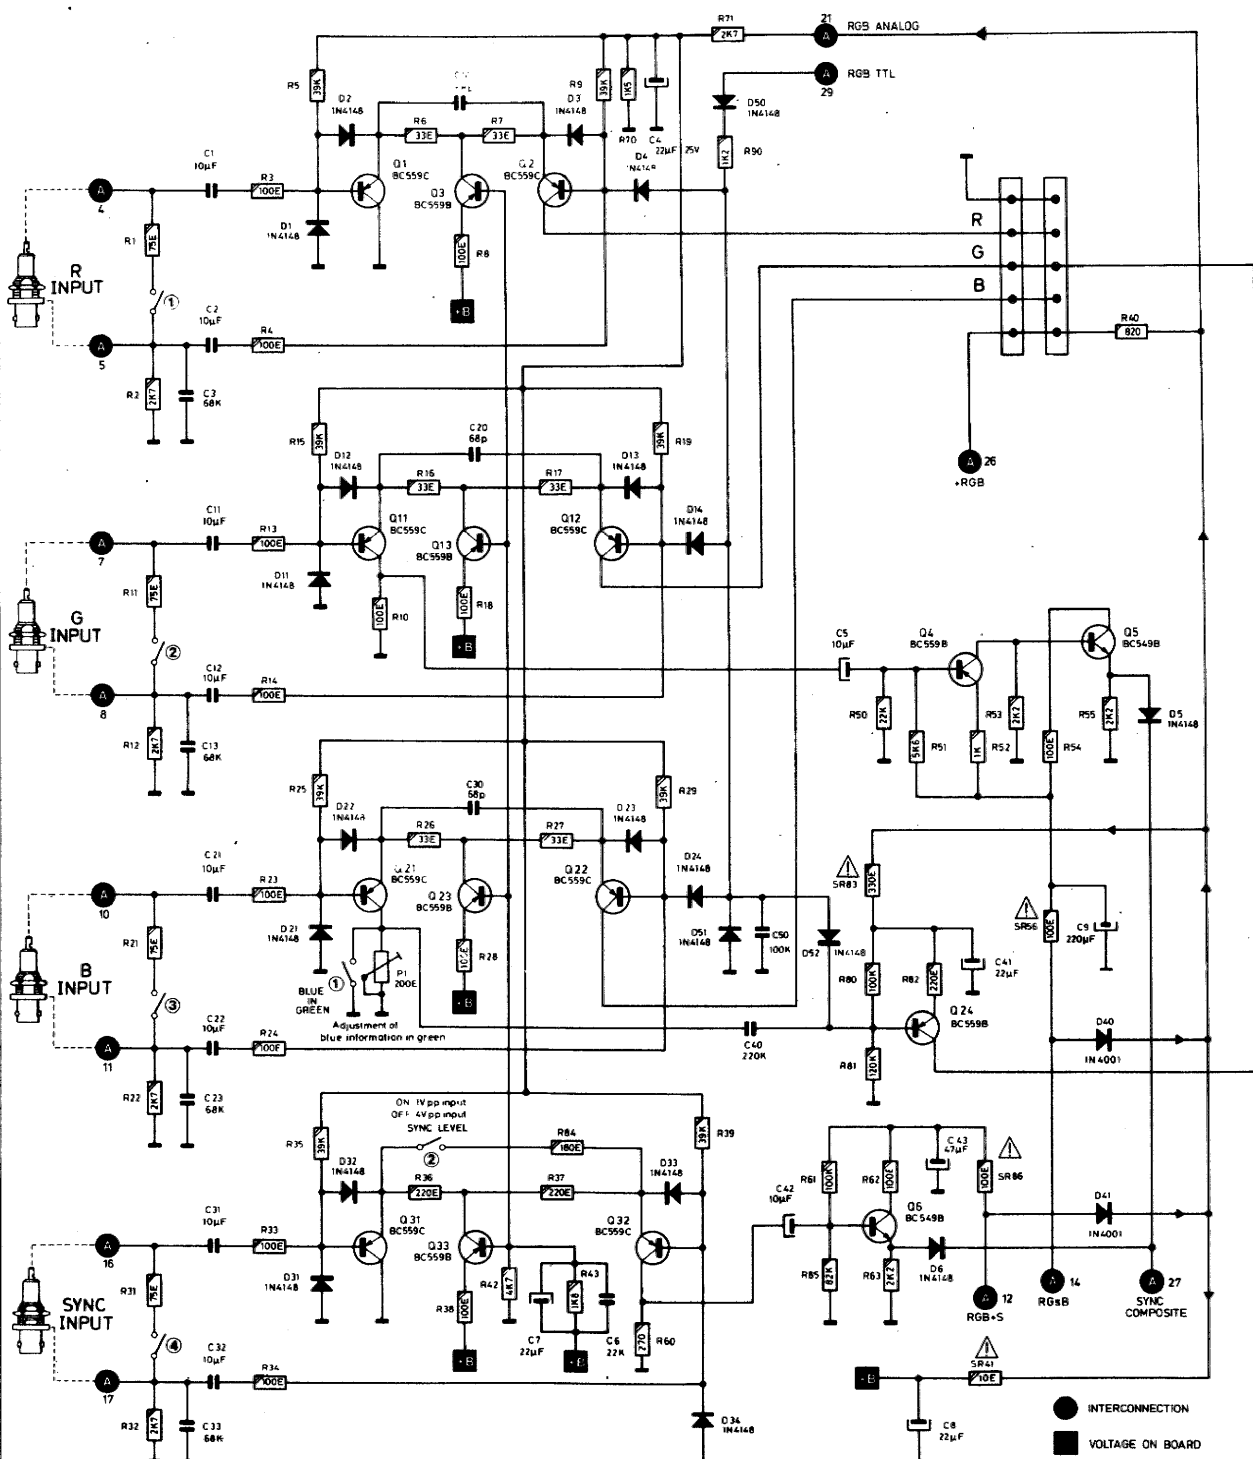 21
R71
2K7
A
RGB ANALOG
A
RGB TTL
29
R5
39K
D2
1N4148
D3
1N4148
R9
39K
1K5
R70
C4
22µF 25V
D50
1N4148
R6
33E
R7
33E
1K2
R90
C1
10µF
R3
100E
Q1
BC559C
Q3
BC559B
Q2
BC559C
D4
1N4148
A
4
R1
75E
D1
1N4148
100E
R8
R
G
B
R INPUT
1
+B
C2
10µF
R4
100E
A
5
R2
2K7
C3
68K
R40
820
R15
39K
C20
68p
39K
R19
D12
1N4148
R16
33E
R17
33E
D13
1N4148
A
26
+RGB
C11
10µF
R13
100E
Q11
BC559C
Q13
BC559B
Q12
BC559C
D14
1N4148
A
7
R11
75E
D11
1N4148
100E
R10
100E
R18
G INPUT
2
+B
C5
10µF
Q4
BC559B
Q5
BC549B
C12
10µF
R14
100E
A
8
R12
2K7
C13
68K
R50
22K
5K6
R51
1K
R52
R53
2K2
100E
R54
R55
2K2
D5
1N4148
R25
39K
C30
68p
39K
R29
D22
1N4148
R26
33E
R27
33E
D23
1N4148
C21
10µF
R23
100E
Q21
BC559C
Q23
BC559B
Q22
BC559C
D24
1N4148
SR83
330E
SR56
100E
C9
220µF
A
10
R21
75E
D21
1N4148
100E
R28
D51
1N4148
C50
100K
D52
1N4148
R80
100K
R82
220E
C41
22µF
B INPUT
3
1
BLUE IN GREEN
P1
200E
+B
Adjustment of
blue information in green
Q24
BC559B
C22
10µF
R24
100E
C40
220K
D40
1N4001
A
11
R22
2K7
C23
68K
R81
120K
ON 1Vpp input
OFF 4Vpp input
SYNC LEVEL
2
R84
180E
39K
R39
R35
39K
D32
1N4148
R36
220E
R37
220E
D33
1N4148
R61
100K
R62
100E
C43
47µF
100E
SR86
C31
10µF
R33
100E
Q31
BC559C
Q33
BC559B
Q32
BC559C
C42
10µF
Q6
BC549B
D41
1N4001
A
16
R31
75E
D31
1N4148
R38
100E
R42
4K7
R43
1K8
R85
82K
R63
2K2
D6
1N4148
A
12
RGB+S
A
14
RGsB
A
27
SYNC
COMPOSITE
SYNC INPUT
4
C7
22µF
C6
22K
270
R60
+B
+B
C32
10µF
R34
100E
A
17
R32
2K7
C33
68K
D34
1N4148
+B
SR41
10E
C8
22µF
INTERCONNECTION
VOLTAGE ON BOARD